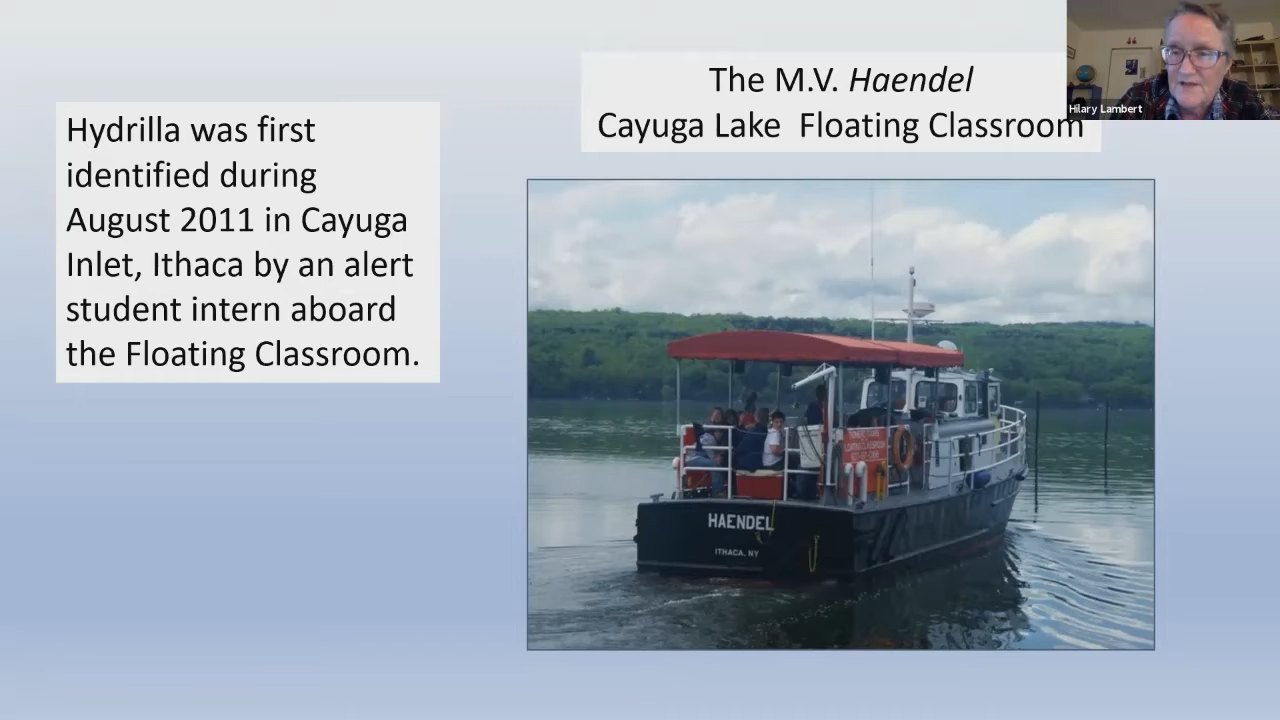 The M.V. Haendel
Cayuga Lake Floating Classroom
Hilary Lambert
Hydrilla was first
identified during
August 2011 in Cayuga
Inlet, Ithaca by an alert
student intern aboard
the Floating Classroom.
HAENDEL
ITHACA, NY